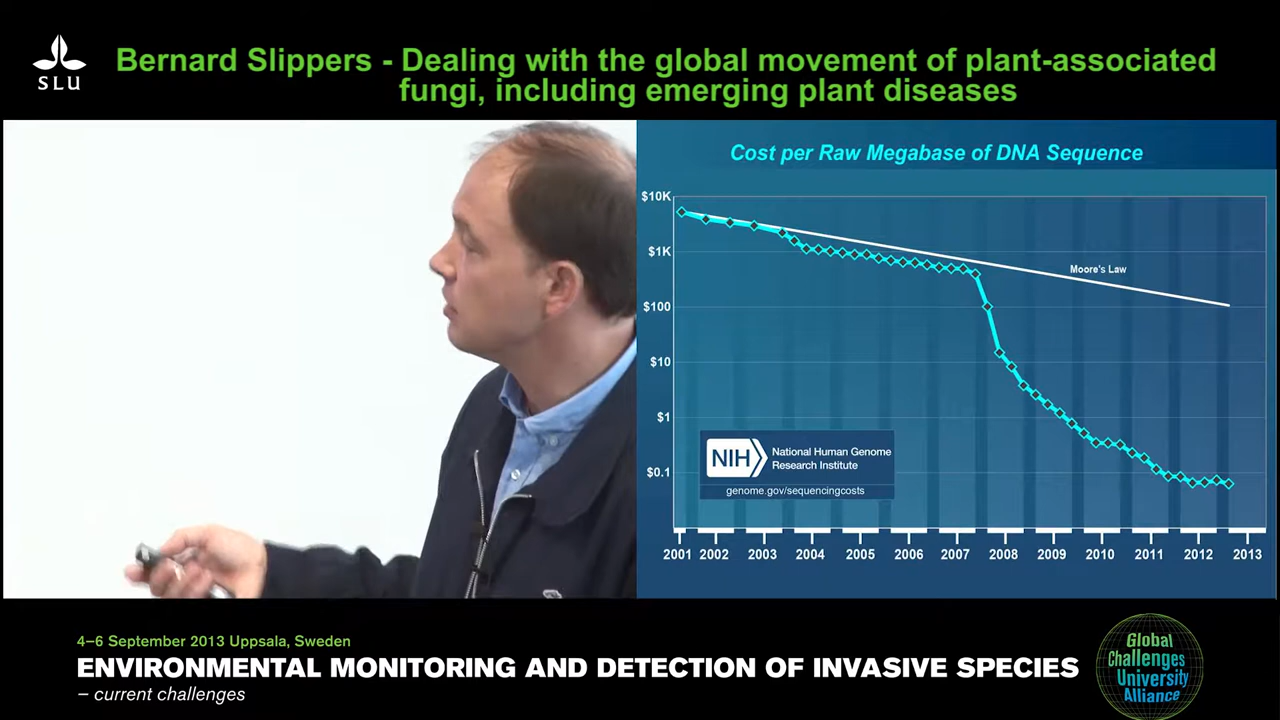 SLU
Bernard Slippers - Dealing with the global movement of plant-associated
fungi, including emerging plant diseases
Cost per Raw Megabase of DNA Sequence
$10K
$1K
$100
$10
$1
$0.1
Moore's Law
NIH
National Human Genome
Research Institute
genome.gov/sequencingcosts
2001 2002 2003 2004 2005 2006 2007 2008 2009 2010 2011 2012 2013
4–6 September 2013 Uppsala, Sweden
ENVIRONMENTAL MONITORING AND DETECTION OF INVASIVE SPECIES
– current challenges
Global
Challenges
University
Alliance